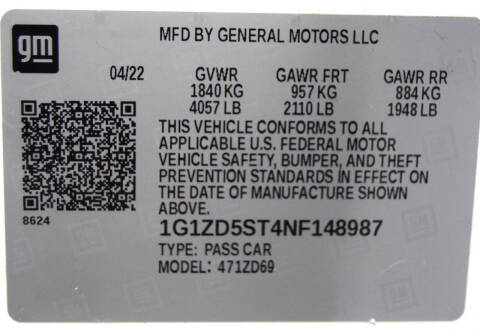 gm
MFD BY GENERAL MOTORS LLC
04/22 GVWR GAWR FRT GAWR RR
1840 KG 957 KG 884 KG
4057 LB 2110 LB 1948 LB
THIS VEHICLE CONFORMS TO ALL
APPLICABLE U.S. FEDERAL MOTOR
VEHICLE SAFETY, BUMPER, AND THEFT
PREVENTION STANDARDS IN EFFECT ON
THE DATE OF MANUFACTURE SHOWN
ABOVE.
8624
1G1ZD5ST4NF148987
TYPE: PASS CAR
MODEL: 471ZD69